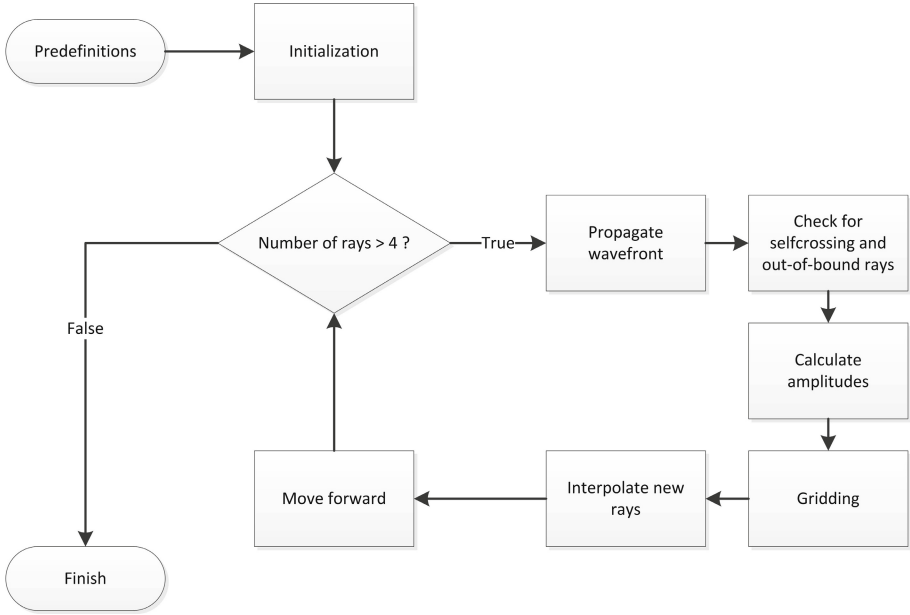 Predefinitions
Initialization
Number of rays > 4 ?
True
Propagate
wavefront
Check for
selfcrossing and
out-of-bound rays
False
Calculate
amplitudes
Move forward
Interpolate new
rays
Gridding
Finish